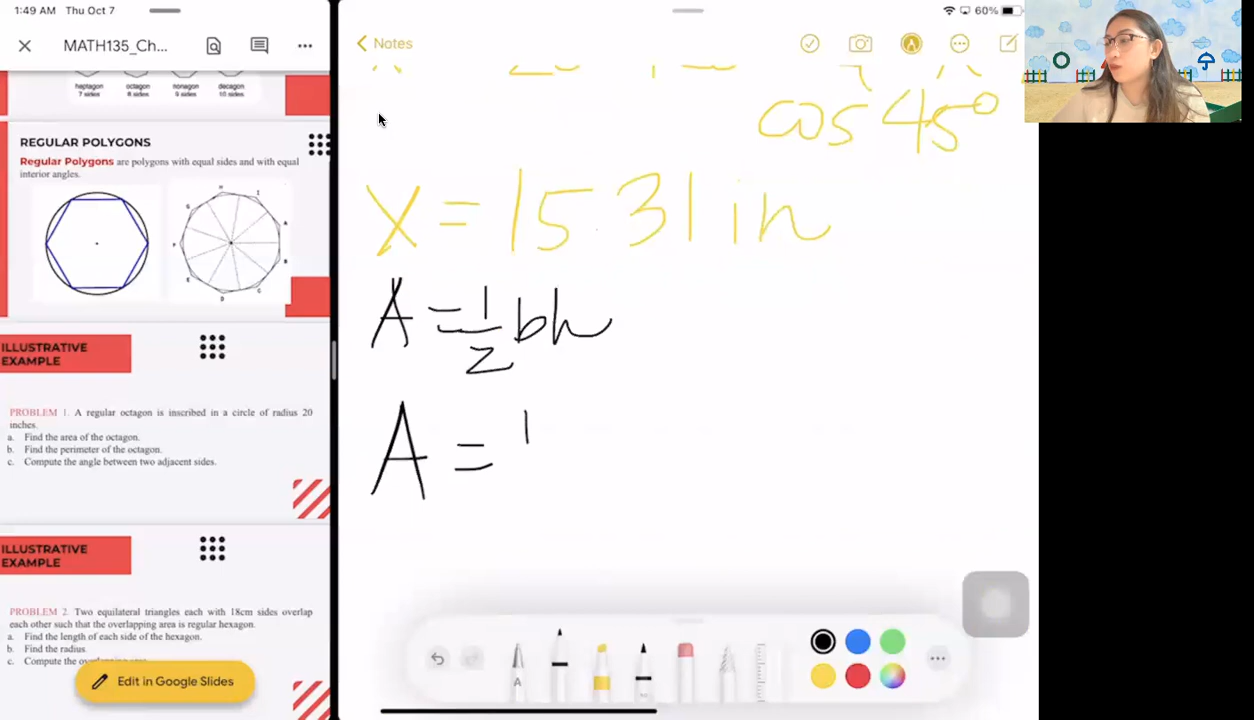 1:49 AM Thu Oct 7
MATH135_Ch...
heptagon
7 sides
octagon
8 sides
nonagon
9 sides
decagon
10 sides
REGULAR POLYGONS
Regular Polygons are polygons with equal sides and with equal
interior angles.
ILLUSTRATIVE
EXAMPLE
PROBLEM 1. A regular octagon is inscribed in a circle of radius 20
inches.
a. Find the area of the octagon.
b. Find the perimeter of the octagon.
c. Compute the angle between two adjacent sides.
ILLUSTRATIVE
EXAMPLE
PROBLEM 2. Two equilateral triangles each with 18cm sides overlap
each other such that the overlapping area is regular hexagon.
a. Find the length of each side of the hexagon.
b. Find the radius
c. Compute the
Edit in Google Slides
60%
Notes
cos 45°
x = 15.31 in
A = 1/2 bh
A = 1